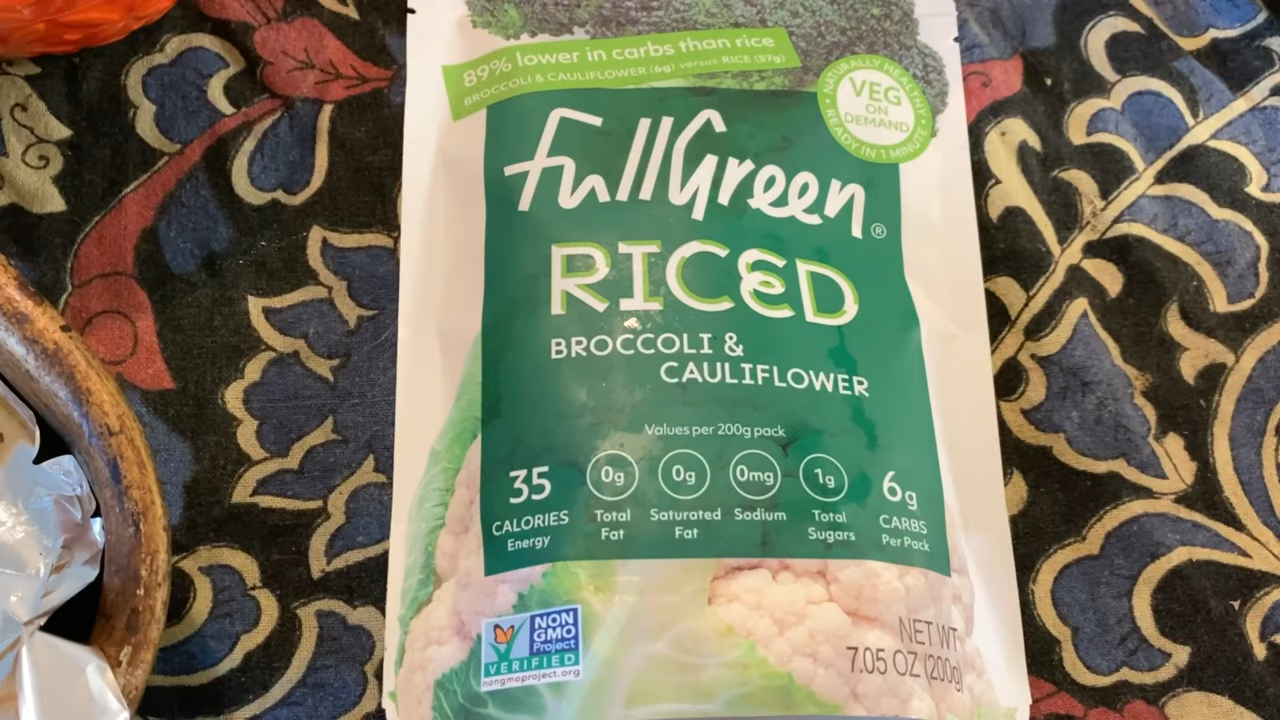 89% lower in carbs than rice
BROCCOLI & CAULIFLOWER (6g) versus RICE (57g)
NATURALLY HEALTHY
VEG
ON
DEMAND
READY IN 1 MINUTE
FullGreen®
RICED
BROCCOLI &
CAULIFLOWER
Values per 200g pack
35
CALORIES
Energy
0g
Total
Fat
0g
Saturated
Fat
0mg
Sodium
1g
Total
Sugars
6g
CARBS
Per Pack
NON
GMO
Project
VERIFIED
nongmoproject.org
NET WT
7.05 OZ (200g)